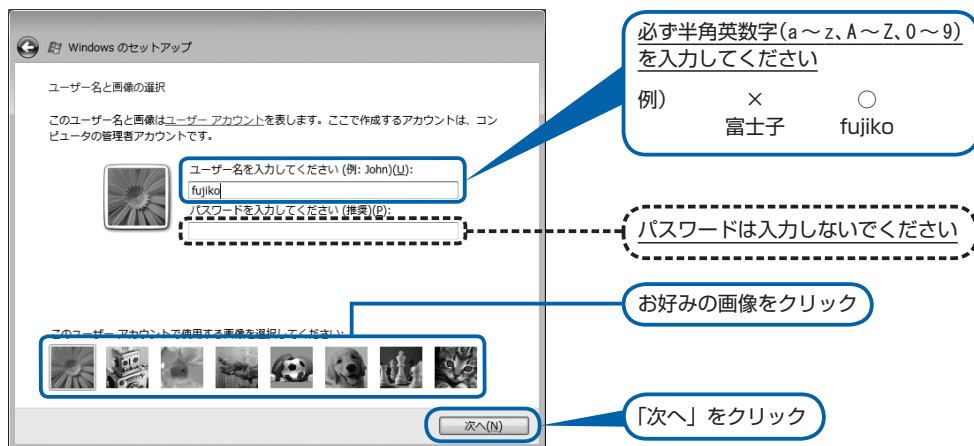 Windows のセットアップ
ユーザー名と画像の選択
このユーザー名と画像はユーザー アカウントを表します。ここで作成するアカウントは、コン
ピュータの管理者アカウントです。
ユーザー名を入力してください (例: John)(U):
fujiko
パスワードを入力してください (推奨)(P):
このユーザー アカウントで使用する画像を選択してください:
次へ(N)
必ず半角英数字(a～z、A～Z、0～9)
を入力してください
例) × ○
富士子 fujiko
パスワードは入力しないでください
お好みの画像をクリック
「次へ」をクリック